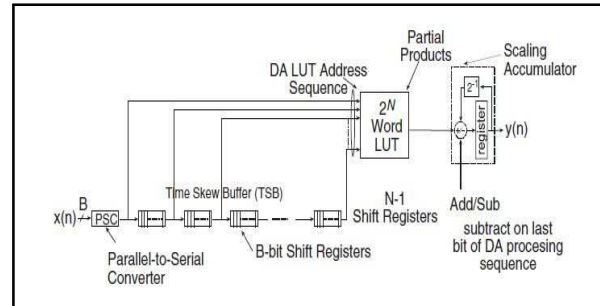 Partial
Products
Scaling
Accumulator
DA LUT Address
Sequence
2^N
Word
LUT
2^-1
+-
register
y(n)
Time Skew Buffer (TSB)
N-1
Shift Registers
Add/Sub
subtract on last
bit of DA procesing
sequence
x(n)
B
PSC
B-bit Shift Registers
Parallel-to-Serial
Converter